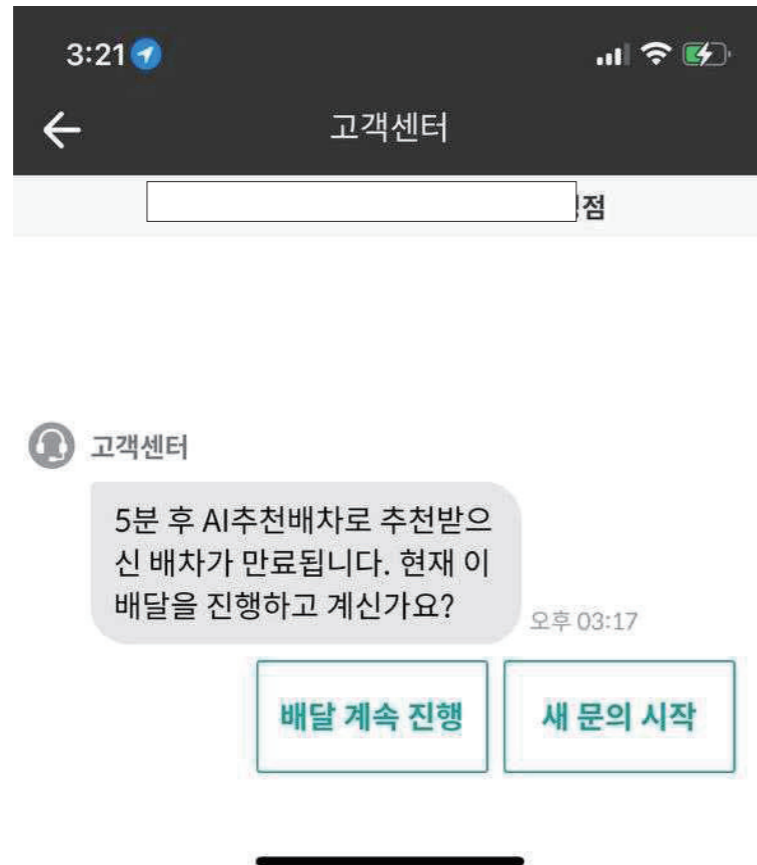 3:21
고객센터
점
고객센터
5분 후 AI추천배차로 추천받으
신 배차가 만료됩니다. 현재 이
배달을 진행하고 계신가요?
오후 03:17
배달 계속 진행
새 문의 시작